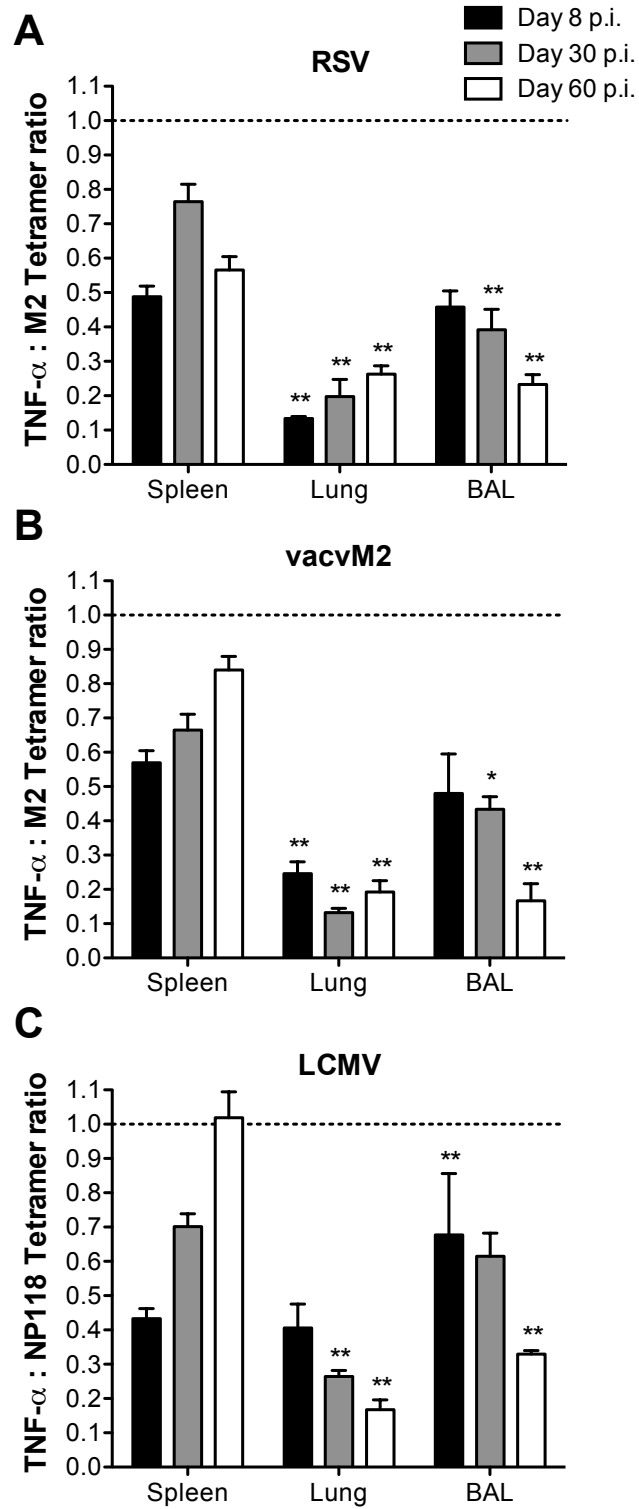 A
RSV
Day 8 p.i.
Day 30 p.i.
Day 60 p.i.
TNF-α : M2 Tetramer ratio
1.1
1.0
0.9
0.8
0.7
0.6
0.5
0.4
0.3
0.2
0.1
0.0
** ** **
** **
Spleen Lung BAL
B
vacvM2
TNF-α : M2 Tetramer ratio
1.1
1.0
0.9
0.8
0.7
0.6
0.5
0.4
0.3
0.2
0.1
0.0
** ** **
* **
Spleen Lung BAL
C
LCMV
TNF-α : NP118 Tetramer ratio
1.1
1.0
0.9
0.8
0.7
0.6
0.5
0.4
0.3
0.2
0.1
0.0
** **
** **
Spleen Lung BAL